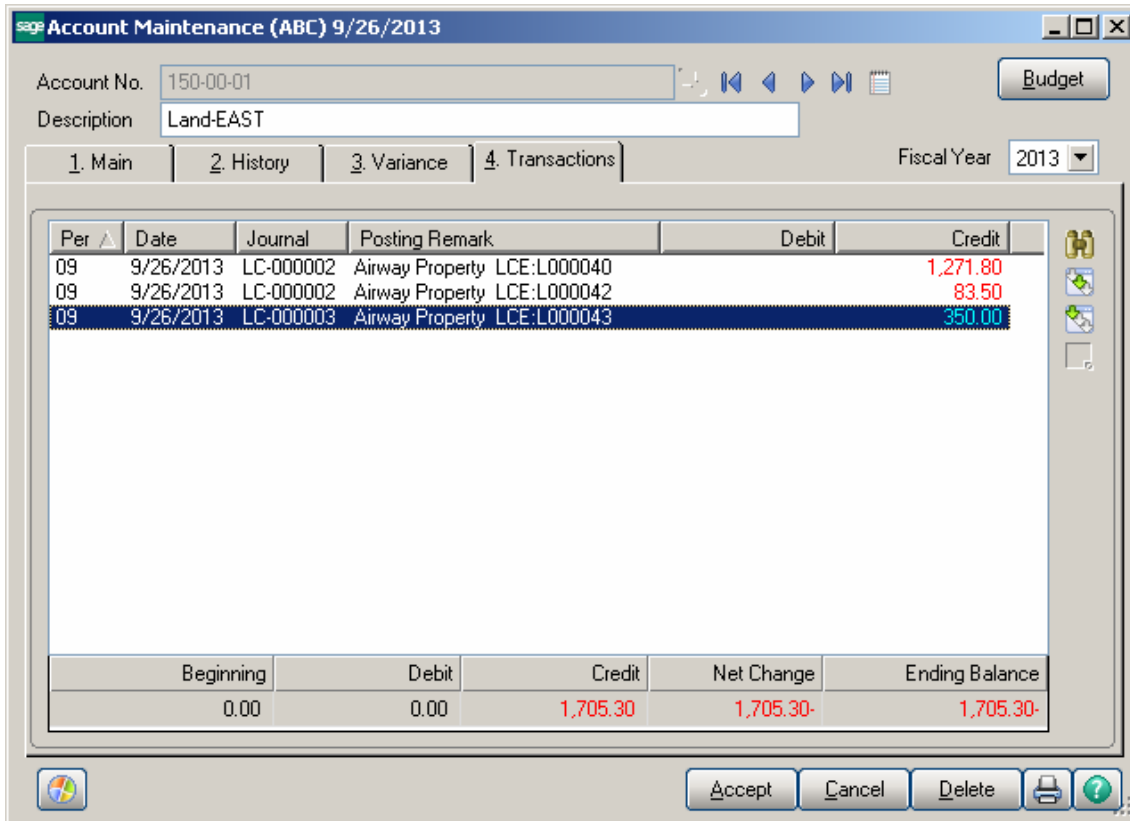 sage Account Maintenance (ABC) 9/26/2013
Account No. 150-00-01 Budget
Description Land-EAST
1. Main 2. History 3. Variance 4. Transactions Fiscal Year 2013
Per Date Journal Posting Remark Debit Credit
09 9/26/2013 LC-000002 Airway Property LCE:L000040 1,271.80
09 9/26/2013 LC-000002 Airway Property LCE:L000042 83.50
09 9/26/2013 LC-000003 Airway Property LCE:L000043 350.00
Beginning Debit Credit Net Change Ending Balance
0.00 0.00 1,705.30 1,705.30- 1,705.30-
Accept Cancel Delete